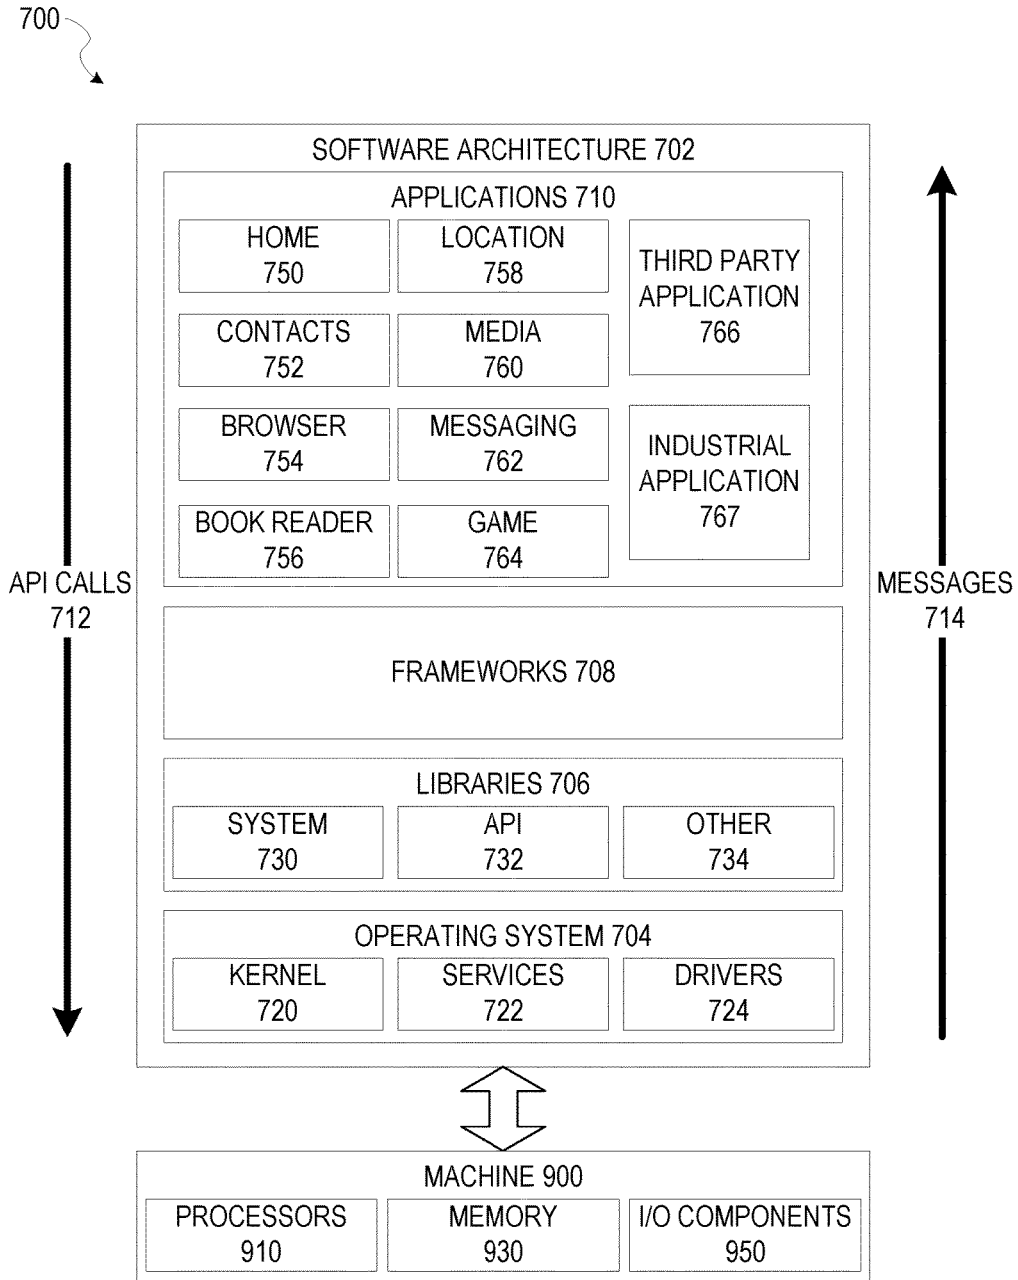 700
SOFTWARE ARCHITECTURE 702
APPLICATIONS 710
HOME
750
LOCATION
758
THIRD PARTY
APPLICATION
766
CONTACTS
752
MEDIA
760
BROWSER
754
MESSAGING
762
INDUSTRIAL
APPLICATION
767
BOOK READER
756
GAME
764
API CALLS
712
MESSAGES
714
FRAMEWORKS 708
LIBRARIES 706
SYSTEM
730
API
732
OTHER
734
OPERATING SYSTEM 704
KERNEL
720
SERVICES
722
DRIVERS
724
MACHINE 900
PROCESSORS
910
MEMORY
930
I/O COMPONENTS
950